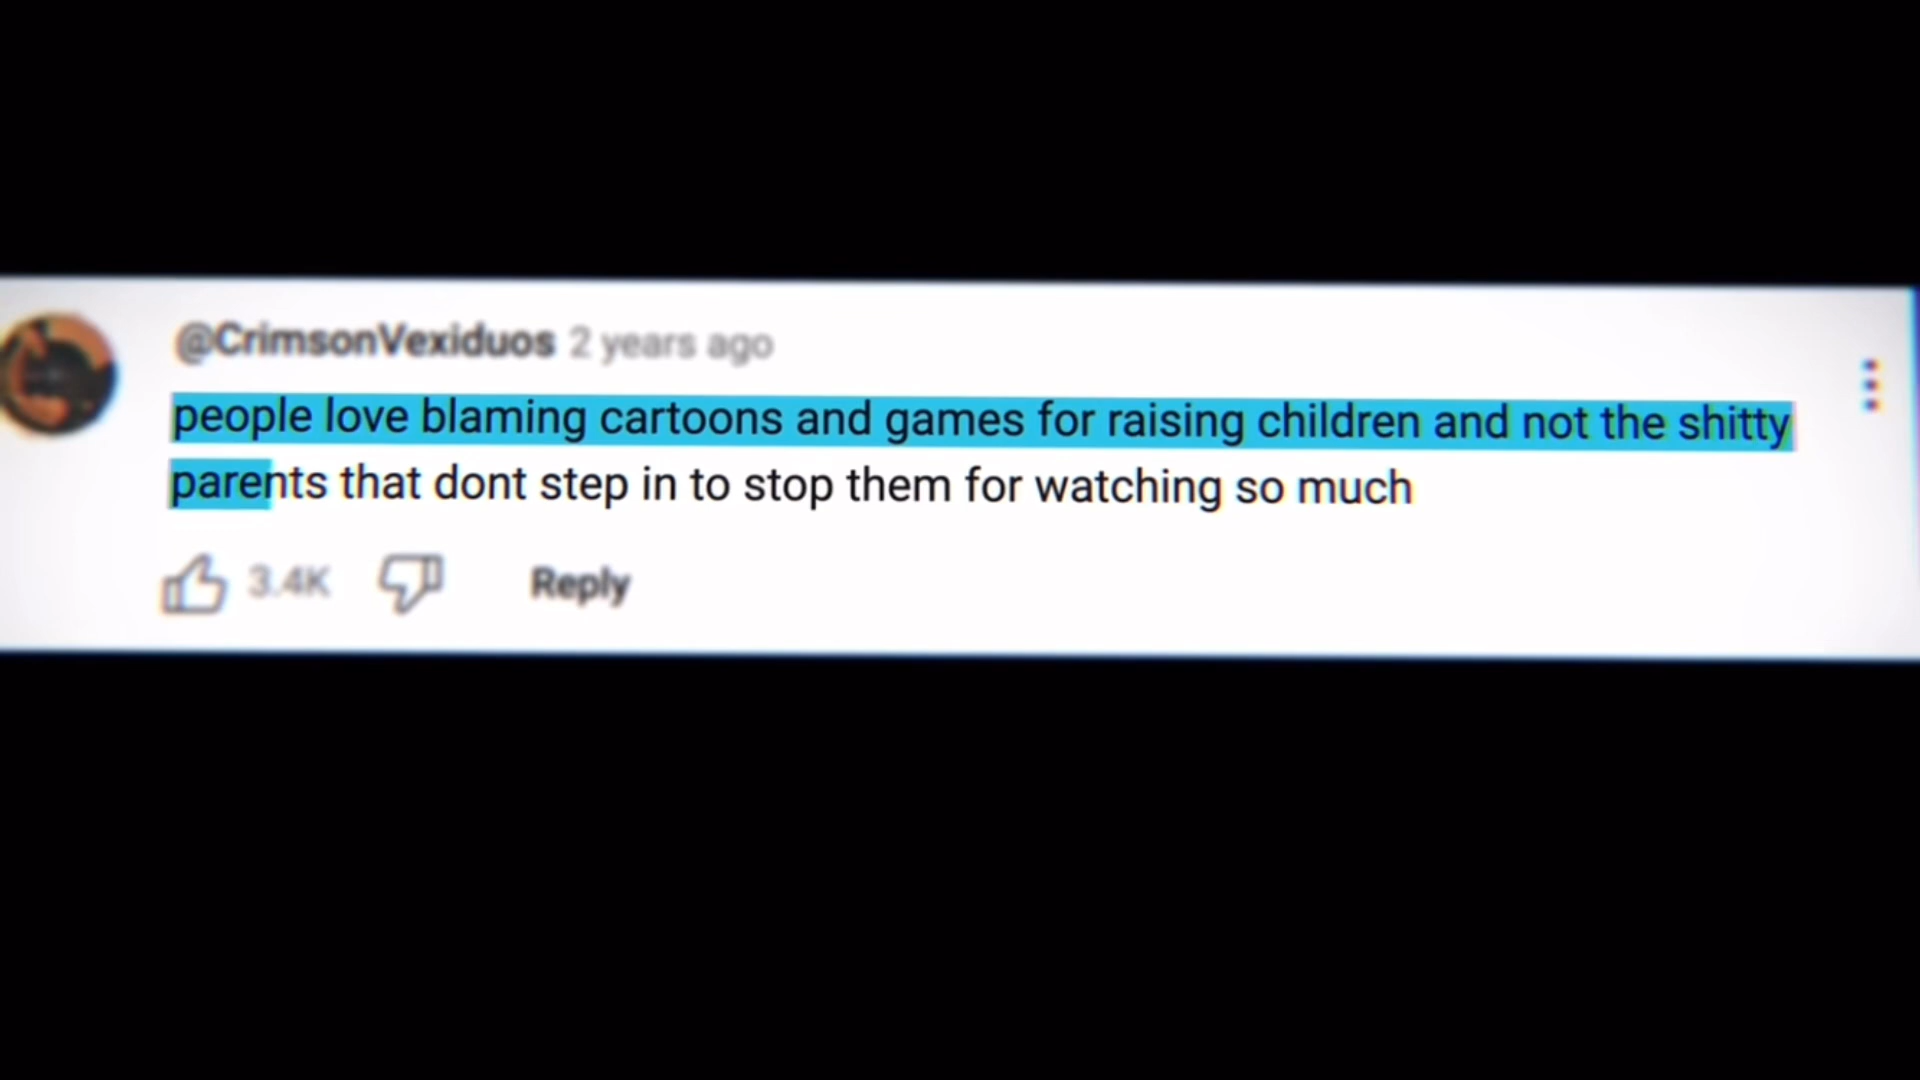 @CrimsonVexiduos 2 years ago
people love blaming cartoons and games for raising children and not the shitty
parents that dont step in to stop them for watching so much
3.4K Reply